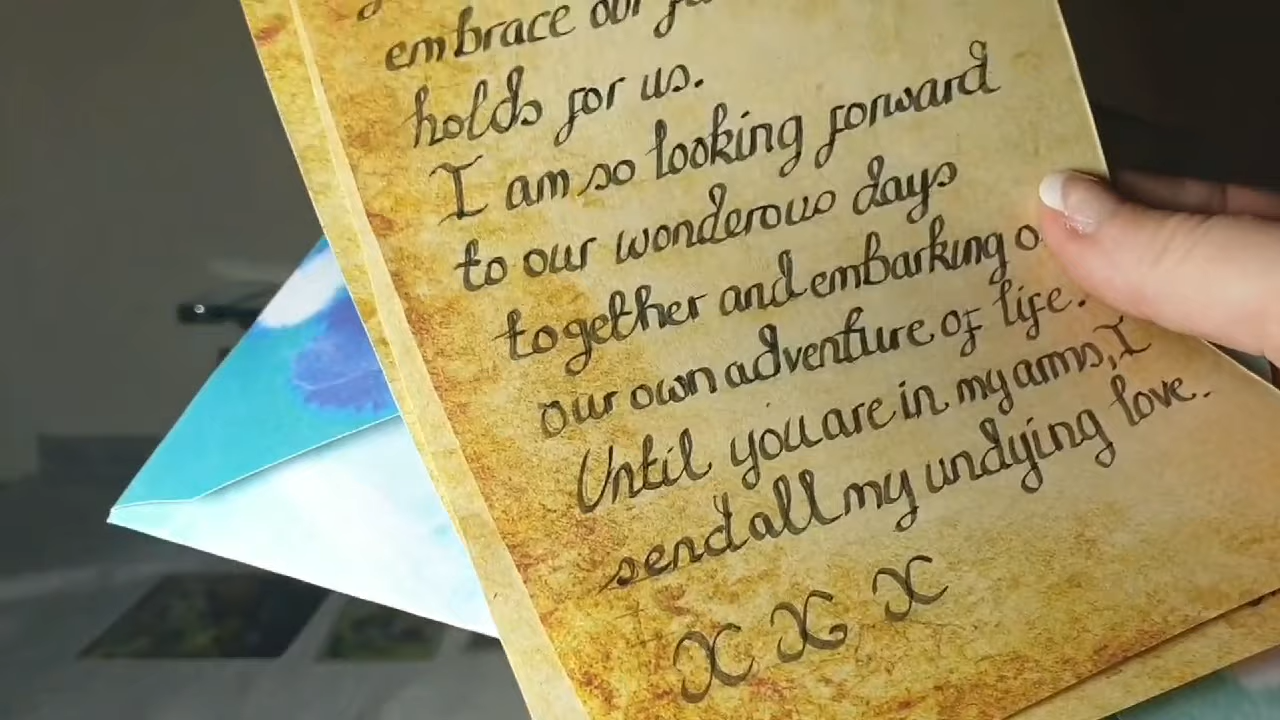 embrace our
holds for us.
I am so looking forward
to our wonderous days
together and embarking
our own adventure of life.
Until you are in my arms, I
send all my undying love.
X X X